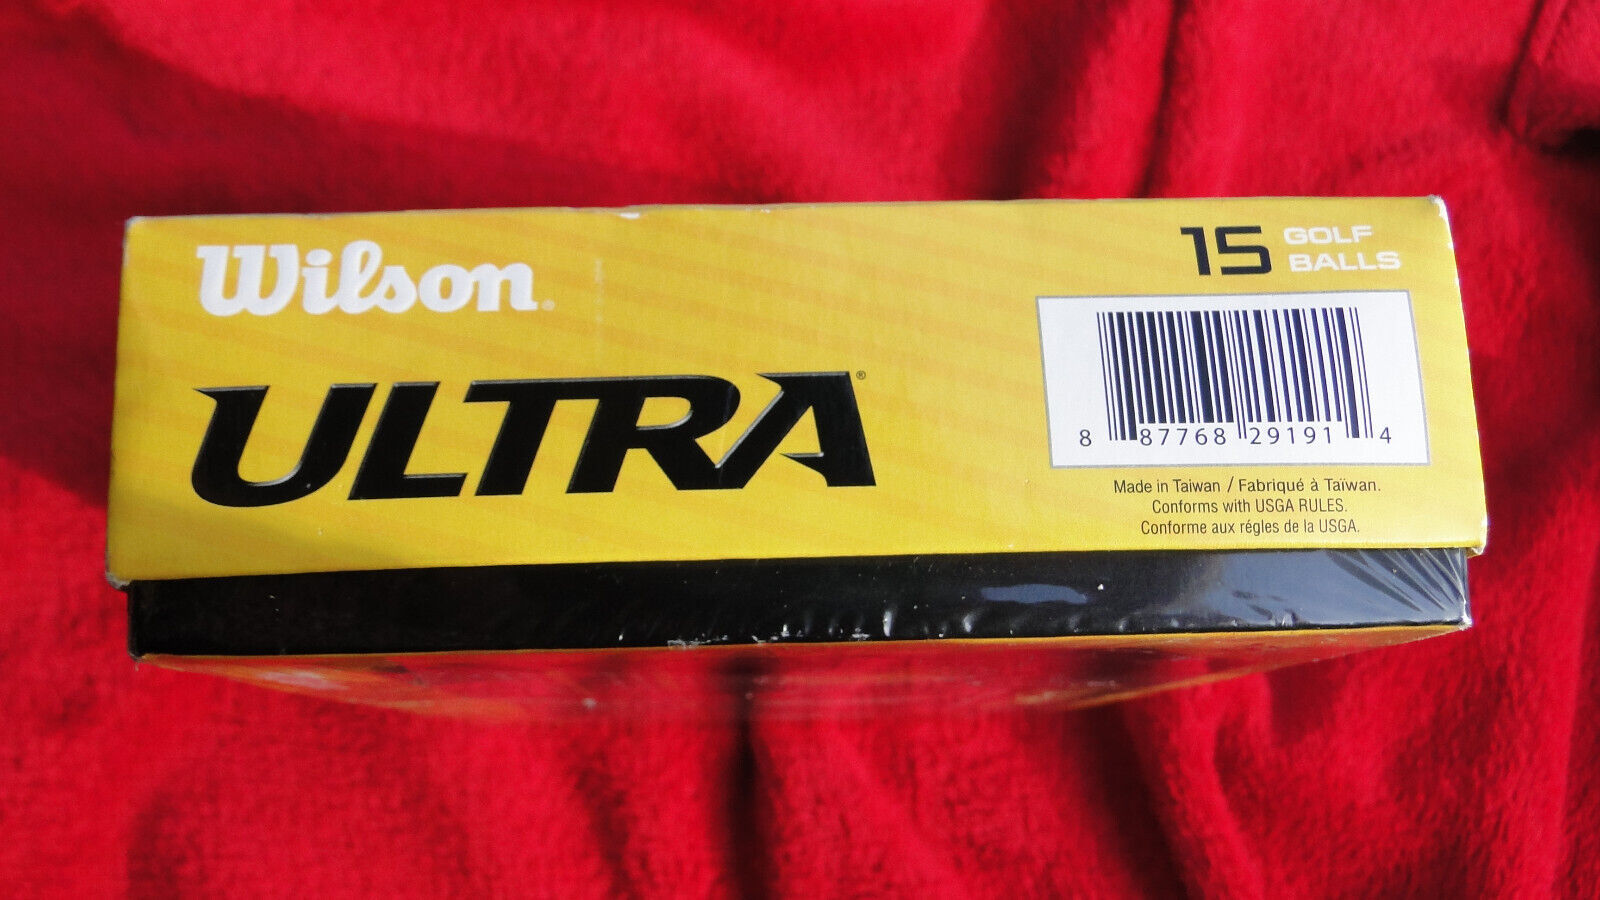 Wilson®
ULTRA®
15 GOLF BALLS
8 87768 29191 4
Made in Taiwan / Fabriqué à Taïwan.
Conforms with USGA RULES.
Conforme aux régles de la USGA.